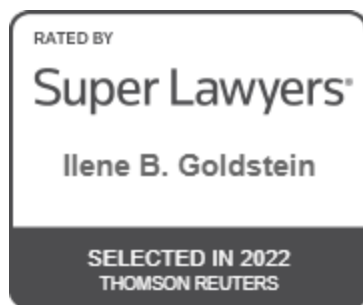 RATED BY
Super Lawyers®
Ilene B. Goldstein
SELECTED IN 2022
THOMSON REUTERS